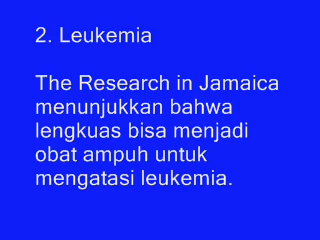 2. Leukemia
The Research in Jamaica
menunjukkan bahwa
lengkuas bisa menjadi
obat ampuh untuk
mengatasi leukemia.